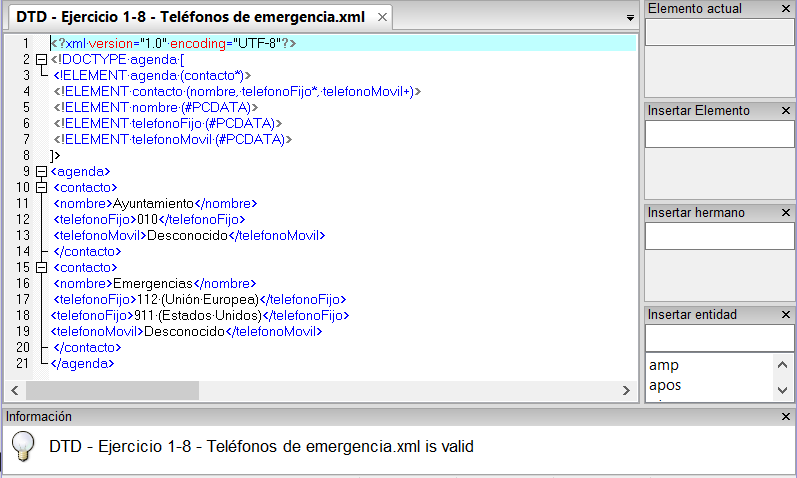 DTD - Ejercicio 1-8 - Teléfonos de emergencia.xml
1 <?xml version="1.0" encoding="UTF-8"?>
2 <!DOCTYPE agenda [
3 <!ELEMENT agenda (contacto*)>
4 <!ELEMENT contacto (nombre, telefonoFijo*, telefonoMovil+)>
5 <!ELEMENT nombre (#PCDATA)>
6 <!ELEMENT telefonoFijo (#PCDATA)>
7 <!ELEMENT telefonoMovil (#PCDATA)>
8 ]>
9 <agenda>
10 <contacto>
11 <nombre>Ayuntamiento</nombre>
12 <telefonoFijo>010</telefonoFijo>
13 <telefonoMovil>Desconocido</telefonoMovil>
14 </contacto>
15 <contacto>
16 <nombre>Emergencias</nombre>
17 <telefonoFijo>112 (Unión Europea)</telefonoFijo>
18 <telefonoFijo>911 (Estados Unidos)</telefonoFijo>
19 <telefonoMovil>Desconocido</telefonoMovil>
20 </contacto>
21 </agenda>
Elemento actual
Insertar Elemento
Insertar hermano
Insertar entidad
amp
apos
Información
DTD - Ejercicio 1-8 - Teléfonos de emergencia.xml is valid